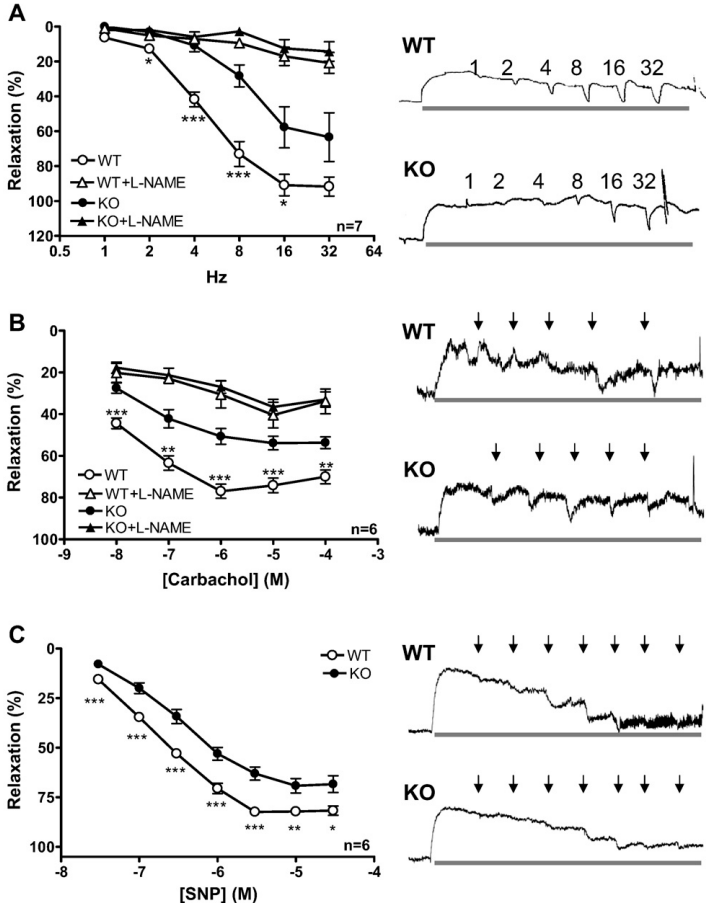 A
Relaxation (%)
0
20
40
60
80
100
120
*
***
***
*
WT
WT+L-NAME
KO
KO+L-NAME
n=7
0.5 1 2 4 8 16 32 64
Hz
WT
1 2 4 8 16 32
KO
1 2 4 8 16 32
B
Relaxation (%)
0
20
40
60
80
100
***
**
***
***
**
WT
WT+L-NAME
KO
KO+L-NAME
n=6
-9 -8 -7 -6 -5 -4 -3
[Carbachol] (M)
WT
KO
C
Relaxation (%)
0
25
50
75
100
WT
KO
***
***
***
***
***
**
*
n=6
-8 -7 -6 -5 -4
[SNP] (M)
WT
KO